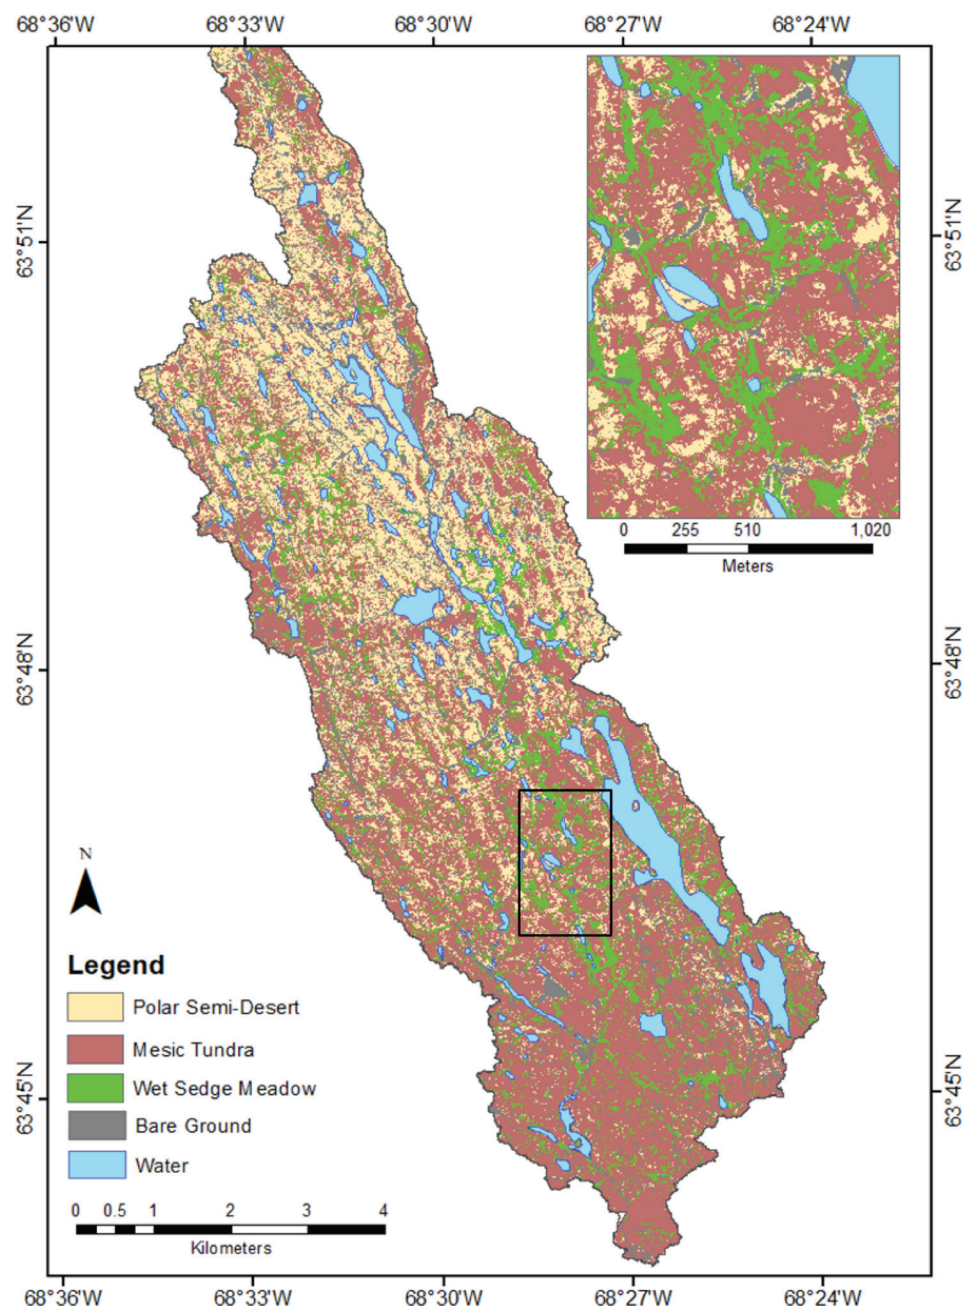 68°36'W 68°33'W 68°30'W 68°27'W 68°24'W
63°51'N
63°51'N
0 255 510 1,020
Meters
63°48'N
63°48'N
N
Legend
Polar Semi-Desert
Mesic Tundra
Wet Sedge Meadow
Bare Ground
Water
63°45'N
63°45'N
0 0.5 1 2 3 4
Kilometers
68°36'W 68°33'W 68°30'W 68°27'W 68°24'W